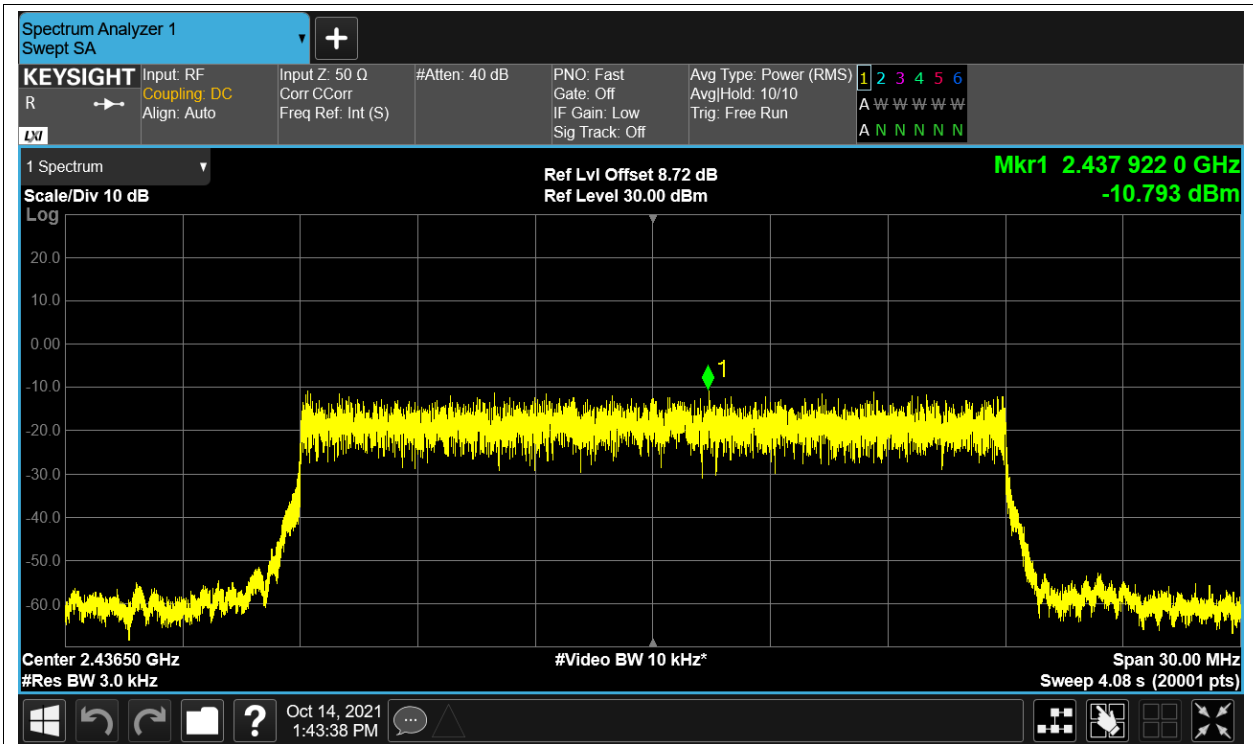 Spectrum Analyzer 1
Swept SA
KEYSIGHT
R
LXI
Input: RF
Coupling: DC
Align: Auto
Input Z: 50 Ω
Corr CCorr
Freq Ref: Int (S)
#Atten: 40 dB
PNO: Fast
Gate: Off
IF Gain: Low
Sig Track: Off
Avg Type: Power (RMS)
Avg|Hold: 10/10
Trig: Free Run
1 2 3 4 5 6
A W W W W W
A N N N N N
1 Spectrum
Scale/Div 10 dB
Log
Ref Lvl Offset 8.72 dB
Ref Level 30.00 dBm
Mkr1 2.437 922 0 GHz
-10.793 dBm
20.0
10.0
0.00
-10.0
-20.0
-30.0
-40.0
-50.0
-60.0
1
Center 2.43650 GHz
#Res BW 3.0 kHz
#Video BW 10 kHz*
Span 30.00 MHz
Sweep 4.08 s (20001 pts)
?
Oct 14, 2021
1:43:38 PM